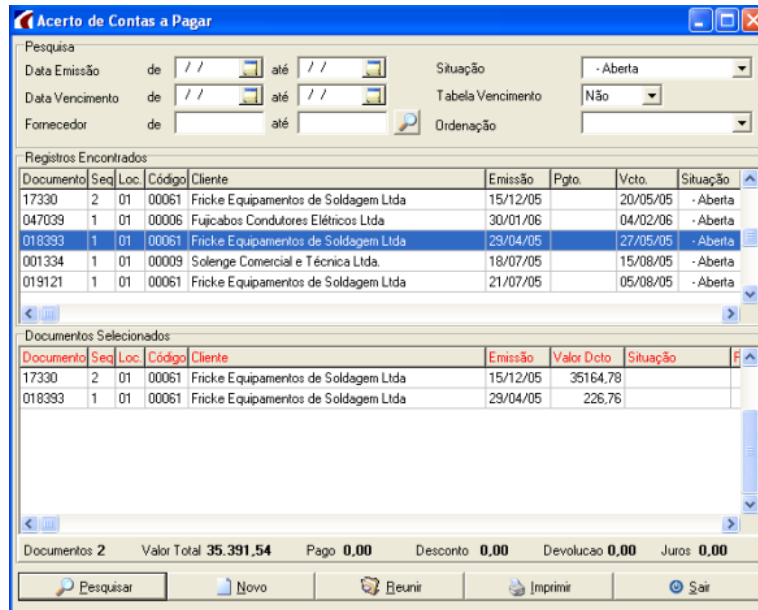 Acerto de Contas a Pagar
Pesquisa
Data Emissão de / / até / / Situação - Aberta
Data Vencimento de / / até / / Tabela Vencimento Não
Fornecedor de até Ordenação
Registros Encontrados
Documento Seq Loc. Código Cliente Emissão Pgto. Vcto. Situação
17330 2 01 00061 Fricke Equipamentos de Soldagem Ltda 15/12/05 20/05/05 - Aberta
047039 1 01 00006 Fujicabos Condutores Elétricos Ltda 30/01/06 04/02/06 - Aberta
018393 1 01 00061 Fricke Equipamentos de Soldagem Ltda 29/04/05 27/05/05 - Aberta
001334 1 01 00009 Solenge Comercial e Técnica Ltda. 18/07/05 15/08/05 - Aberta
019121 1 01 00061 Fricke Equipamentos de Soldagem Ltda 21/07/05 05/08/05 - Aberta
Documentos Selecionados
Documento Seq Loc. Código Cliente Emissão Valor Dcto Situação F
17330 2 01 00061 Fricke Equipamentos de Soldagem Ltda 15/12/05 35164,78
018393 1 01 00061 Fricke Equipamentos de Soldagem Ltda 29/04/05 226,76
Documentos 2 Valor Total 35.391,54 Pago 0,00 Desconto 0,00 Devolucao 0,00 Juros 0,00
Pesquisar Novo Reunir Imprimir Sair